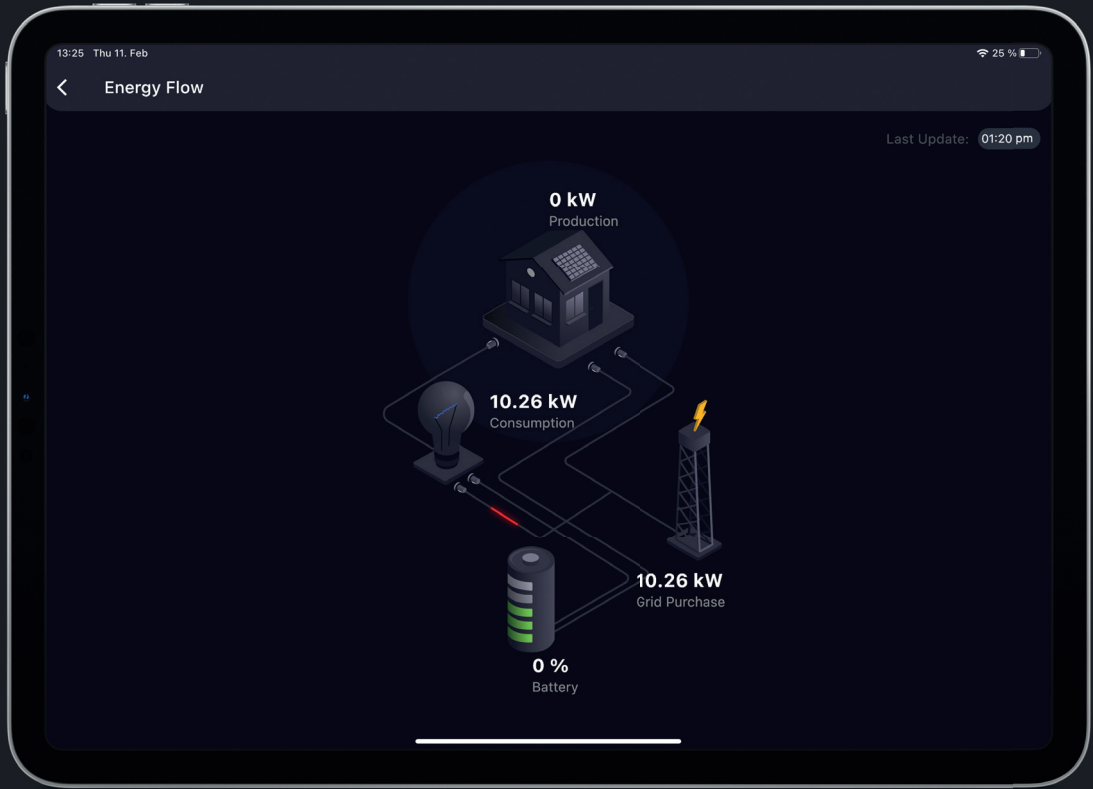 13:25 Thu 11. Feb
25 %
Energy Flow
Last Update: 01:20 pm
0 kW
Production
10.26 kW
Consumption
10.26 kW
Grid Purchase
0 %
Battery